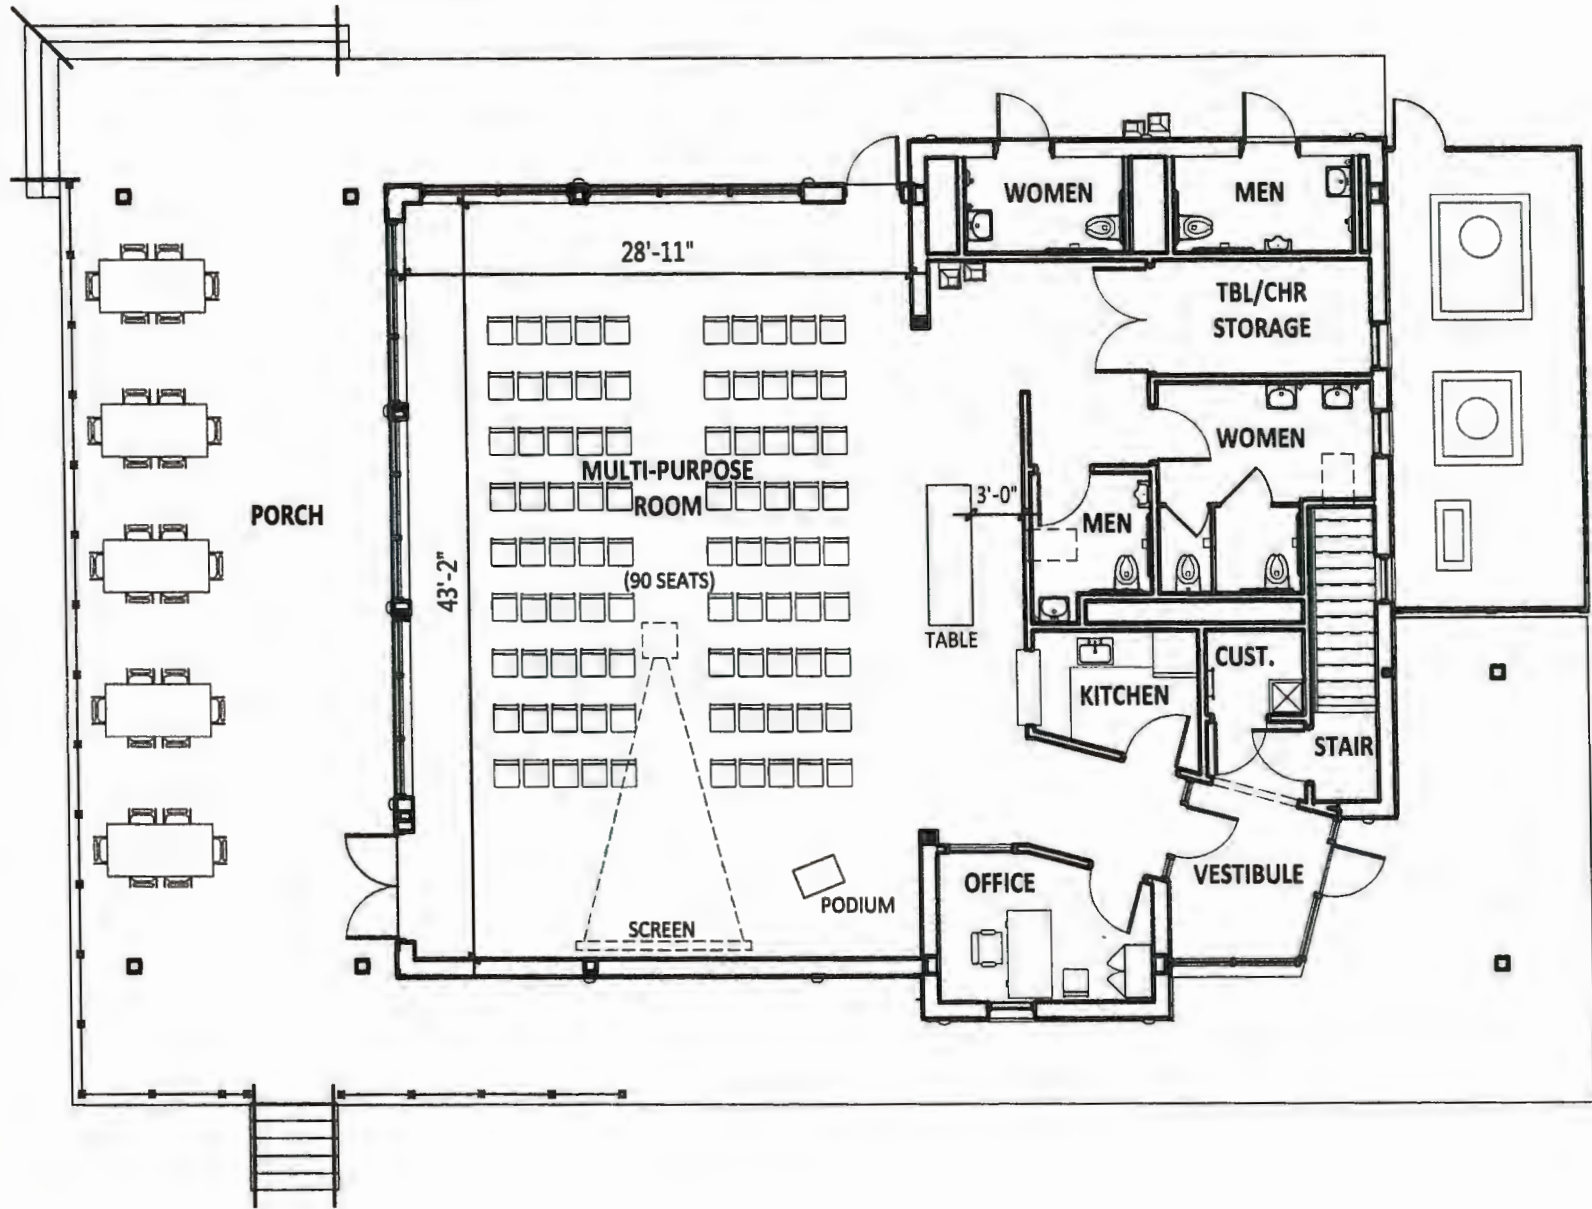 WOMEN
MEN
28'-11"
TBL/CHR
STORAGE
WOMEN
MULTI-PURPOSE
ROOM
3'-0"
PORCH
MEN
43'-2"
(90 SEATS)
TABLE
CUST.
KITCHEN
STAIR
OFFICE
VESTIBULE
PODIUM
SCREEN